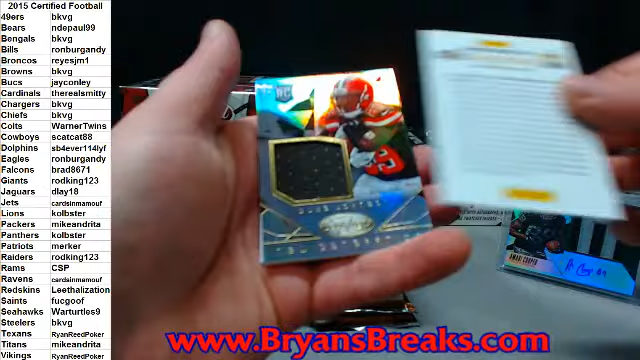 2015 Certified Football
49ers bkvg
Bears ndepaul99
Bengals bkvg
Bills ronburgandy
Broncos reyesjm1
Browns bkvg
Bucs jayconley
Cardinals therealsmitty
Chargers bkvg
Chiefs bkvg
Colts WarnerTwins
Cowboys scatcat88
Dolphins sb4ever114lyf
Eagles ronburgandy
Falcons brad8671
Giants rodking123
Jaguars dlay18
Jets cardsinmamouf
Lions kolbster
Packers mikeandrita
Panthers kolbster
Patriots merker
Raiders rodking123
Rams CSP
Ravens cardsinmamouf
Redskins Leethalization
Saints fucgoof
Seahawks Warturtles9
Steelers bkvg
Texans RyanReedPoker
Titans mikeandrita
Vikings RyanReedPoker
RC
AMARI COOPER
www.BryansBreaks.com